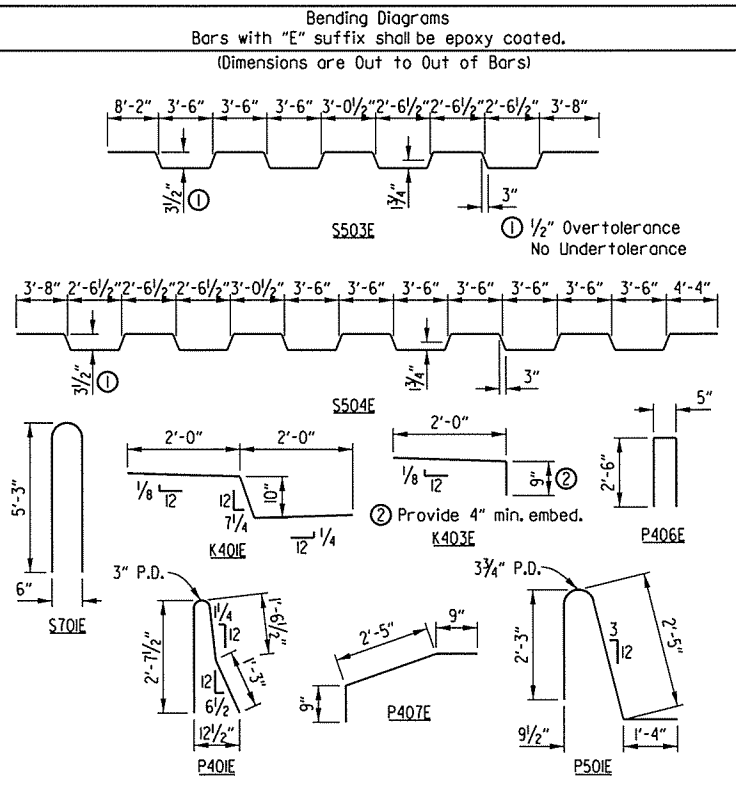 Bending Diagrams
Bars with "E" suffix shall be epoxy coated.
(Dimensions are Out to Out of Bars)
8'-2" 3'-6" 3'-6" 3'-6" 3'-0½" 2'-6½" 2'-6½" 2'-6½" 3'-8"
3½" ① 1¾" 3"
S503E
① ½" Overtolerance
No Undertolerance
3'-8" 2'-6½" 2'-6½" 2'-6½" 3'-0½" 3'-6" 3'-6" 3'-6" 3'-6" 3'-6" 3'-6" 3'-6" 4'-4"
3½" ① 1¾" 3"
S504E
5'-3"
6"
S701E
2'-0" 2'-0"
1/8 12
12 7¼
10"
12 1/4
K401E
2'-0"
1/8 12
9" ②
② Provide 4" min. embed.
K403E
5"
2'-6"
P406E
3" P.D.
2'-7½"
1¼ 12
1'-6½"
12 6½
1'-3"
12½"
P401E
2'-5" 9"
9"
P407E
3¾" P.D.
2'-3"
3 12
2'-5"
9½" 1'-4"
P501E